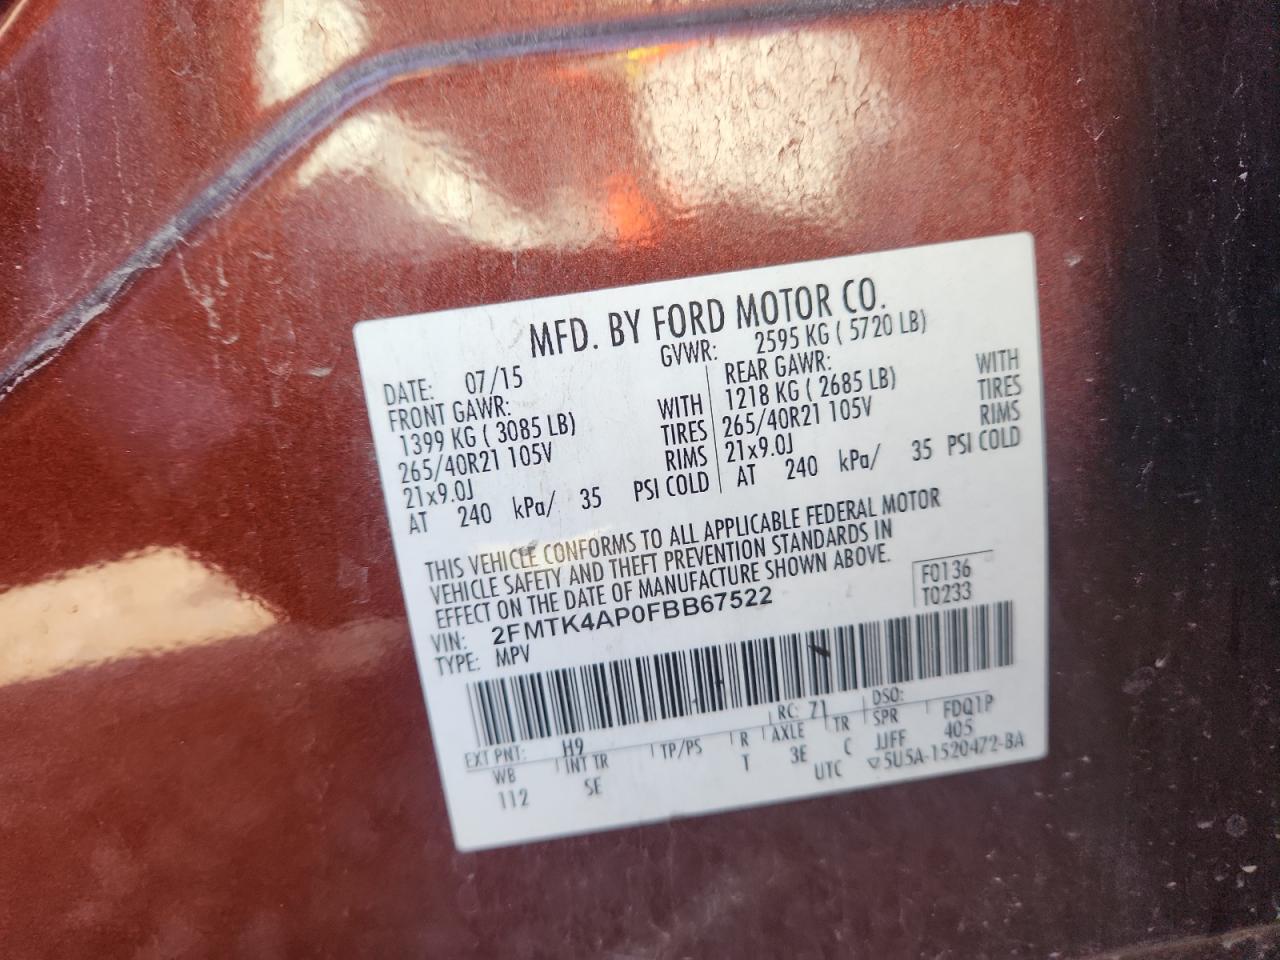 MFD. BY FORD MOTOR CO.
DATE: 07/15 GVWR: 2595 KG ( 5720 LB)
FRONT GAWR: REAR GAWR:
1399 KG ( 3085 LB) WITH 1218 KG ( 2685 LB) WITH
265/40R21 105V TIRES 265/40R21 105V TIRES
21x9.0J RIMS 21x9.0J RIMS
AT 240 kPa/ 35 PSI COLD AT 240 kPa/ 35 PSI COLD
THIS VEHICLE CONFORMS TO ALL APPLICABLE FEDERAL MOTOR
VEHICLE SAFETY AND THEFT PREVENTION STANDARDS IN
EFFECT ON THE DATE OF MANUFACTURE SHOWN ABOVE.
VIN: 2FMTK4AP0FBB67522 F0136
TYPE: MPV T0233
EXT PNT: H9 RC: 71 DSO:
WB INT TR TP/PS R AXLE TR SPR FDQ1P
112 SE T 3E C JJFF 405
UTC ▽5U5A-1520472-BA